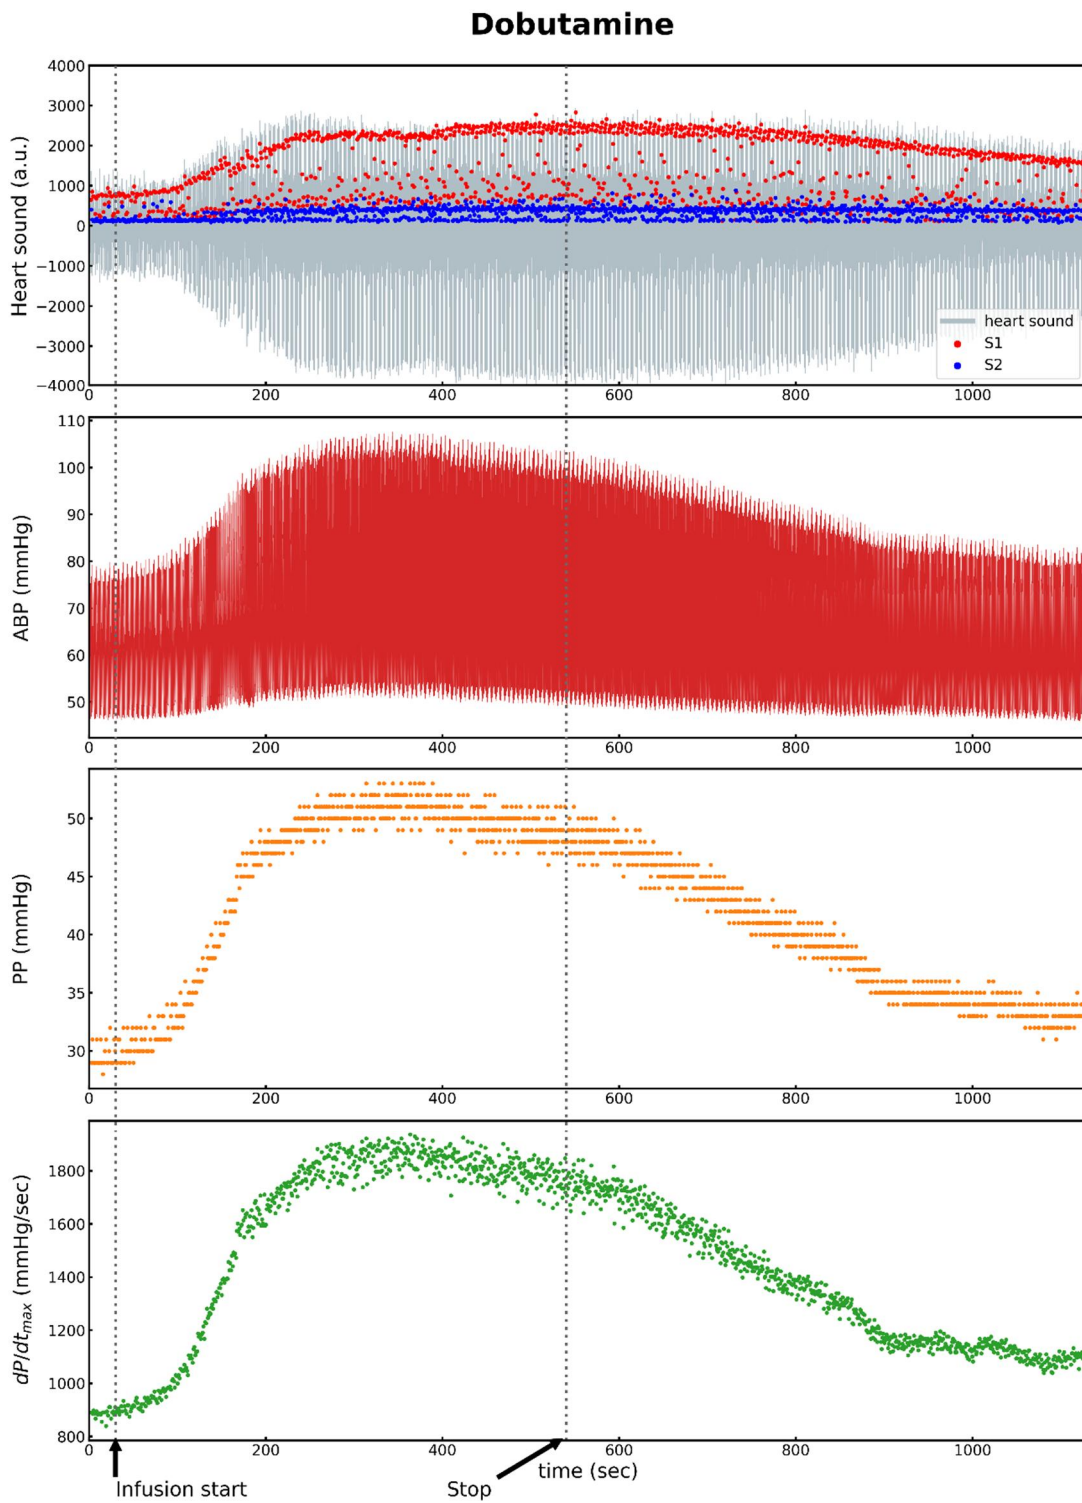 Dobutamine
4000
3000
2000
1000
0
−1000
−2000
−3000
−4000
Heart sound (a.u.)
heart sound
S1
S2
0 200 400 600 800 1000
110
100
90
80
70
60
50
ABP (mmHg)
0 200 400 600 800 1000
50
45
40
35
30
PP (mmHg)
0 200 400 600 800 1000
1800
1600
1400
1200
1000
800
dP/dtmax (mmHg/sec)
0 200 400 600 800 1000
time (sec)
Infusion start
Stop